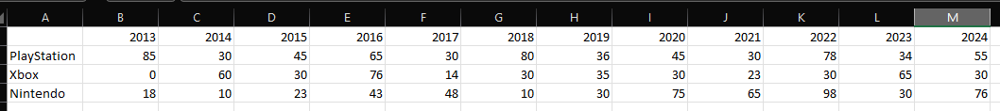 A B C D E F G H I J K L M
2013 2014 2015 2016 2017 2018 2019 2020 2021 2022 2023 2024
PlayStation 85 30 45 65 30 80 36 45 30 78 34 55
Xbox 0 60 30 76 14 30 35 30 23 30 65 30
Nintendo 18 10 23 43 48 10 30 75 65 98 30 76